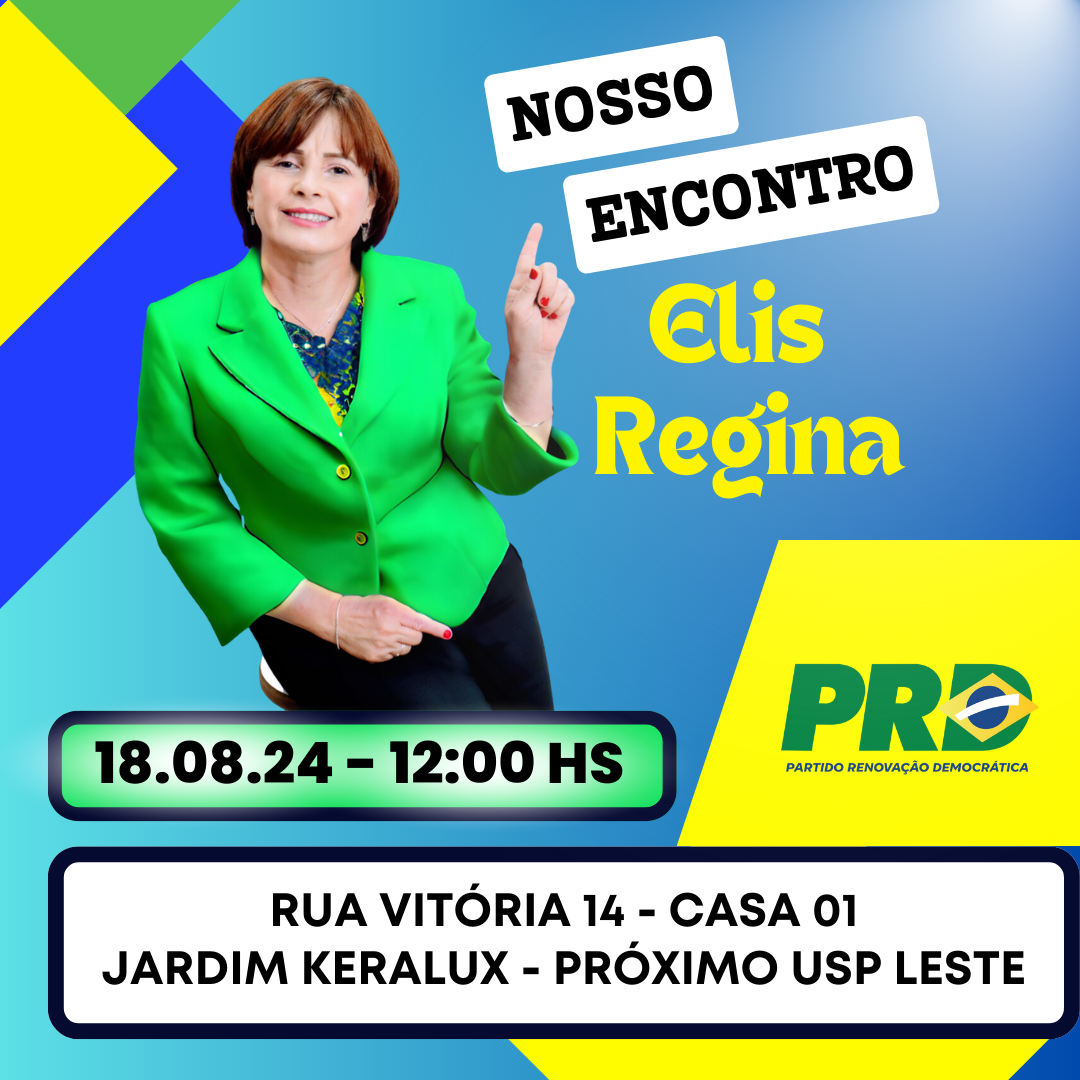 NOSSO
ENCONTRO
Elis
Regina
PRD
PARTIDO RENOVAÇÃO DEMOCRÁTICA
18.08.24 - 12:00 HS
RUA VITÓRIA 14 - CASA 01
JARDIM KERALUX - PRÓXIMO USP LESTE